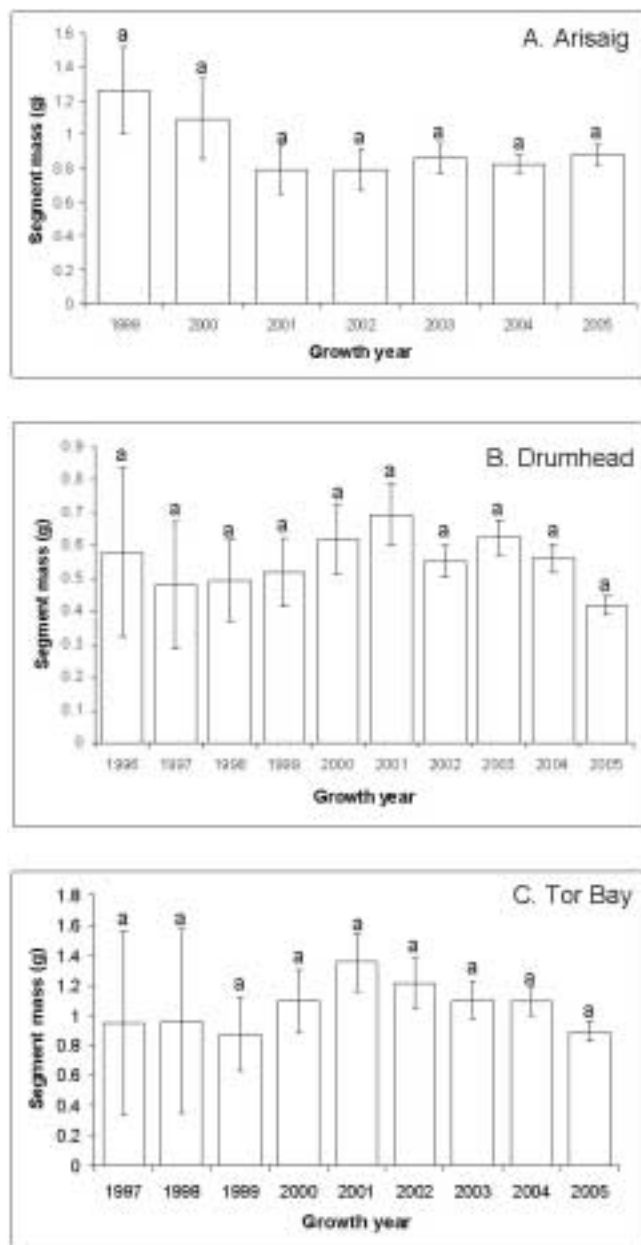 A. Arisaig
Segment mass (g)
1.6
1.4
1.2
1
0.8
0.6
0.4
0.2
0
a a a a a a a
1999 2000 2001 2002 2003 2004 2005
Growth year
B. Drumhead
Segment mass (g)
0.9
0.8
0.7
0.6
0.5
0.4
0.3
0.2
0.1
0
a a a a a a a a a a
1996 1997 1998 1999 2000 2001 2002 2003 2004 2005
Growth year
C. Tor Bay
Segment mass (g)
1.8
1.6
1.4
1.2
1
0.8
0.6
0.4
0.2
0
a a a a a a a a a
1997 1998 1999 2000 2001 2002 2003 2004 2005
Growth year